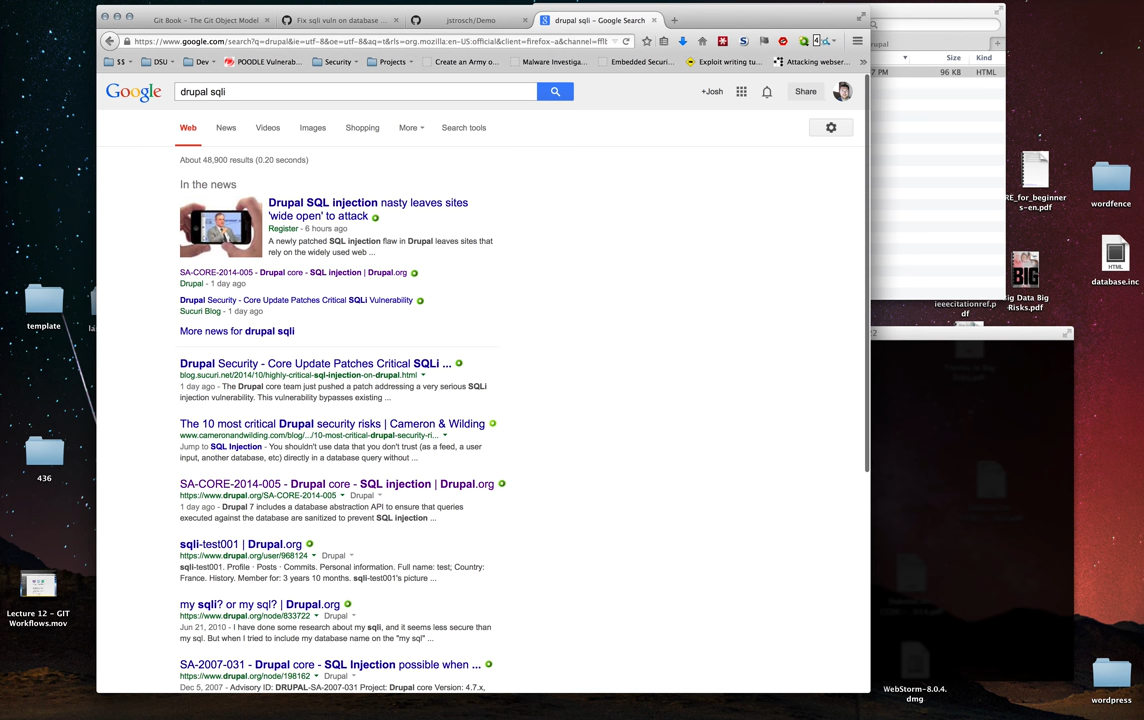 Git Book - The Git Object Model
Fix sqli vuln on database ...
jstrosch/Demo
drupal sqli - Google Search
https://www.google.com/search?q=drupal&ie=utf-8&oe=utf-8&aq=t&rls=org.mozilla:en-US:official&client=firefox-a&channel=fflb
$$
DSU
Dev
POODLE Vulnerab...
Security
Projects
Create an Army o...
Malware Investiga...
Embedded Securi...
Exploit writing tu...
Attacking webser...
Google
drupal sqli
+Josh
Share
Web
News
Videos
Images
Shopping
More
Search tools
About 48,900 results (0.20 seconds)
In the news
Drupal SQL injection nasty leaves sites
'wide open' to attack
Register - 6 hours ago
A newly patched SQL injection flaw in Drupal leaves sites that
rely on the widely used web ...
SA-CORE-2014-005 - Drupal core - SQL injection | Drupal.org
Drupal - 1 day ago
Drupal Security - Core Update Patches Critical SQLi Vulnerability
Sucuri Blog - 1 day ago
More news for drupal sqli
Drupal Security - Core Update Patches Critical SQLi ...
blog.sucuri.net/2014/10/highly-critical-sql-injection-on-drupal.html
1 day ago - The Drupal core team just pushed a patch addressing a very serious SQLi
injection vulnerability. This vulnerability bypasses existing ...
The 10 most critical Drupal security risks | Cameron & Wilding
www.cameronandwilding.com/blog/.../10-most-critical-drupal-security-ri...
Jump to SQL Injection - You shouldn't use data that you don't trust (as a feed, a user
input, another database, etc) directly in a database query without ...
SA-CORE-2014-005 - Drupal core - SQL injection | Drupal.org
https://www.drupal.org/SA-CORE-2014-005 Drupal
1 day ago - Drupal 7 includes a database abstraction API to ensure that queries
executed against the database are sanitized to prevent SQL injection ...
sqli-test001 | Drupal.org
https://www.drupal.org/user/968124 Drupal
sqli-test001. Profile · Posts · Commits. Personal information. Full name: test; Country:
France. History. Member for: 3 years 10 months. sqli-test001's picture ...
my sqli? or my sql? | Drupal.org
https://www.drupal.org/node/833722 Drupal
Jun 21, 2010 - I have done some research about my sqli, and it seems less secure than
my sql. But when I tried to include my database name on the "my sql" ...
SA-2007-031 - Drupal core - SQL Injection possible when ...
https://www.drupal.org/node/198162 Drupal
Dec 5, 2007 - Advisory ID: DRUPAL-SA-2007-031 Project: Drupal core Version: 4.7.x,
rupal
Size
Kind
7 PM
96 KB
HTML
RE_for_beginner
s-en.pdf
wordfence
BIG
HTML
database.inc
Big Data Big
Risks.pdf
ieeecitationref.p
df
template
436
Lecture 12 - GIT
Workflows.mov
WebStorm-8.0.4.
dmg
wordpress